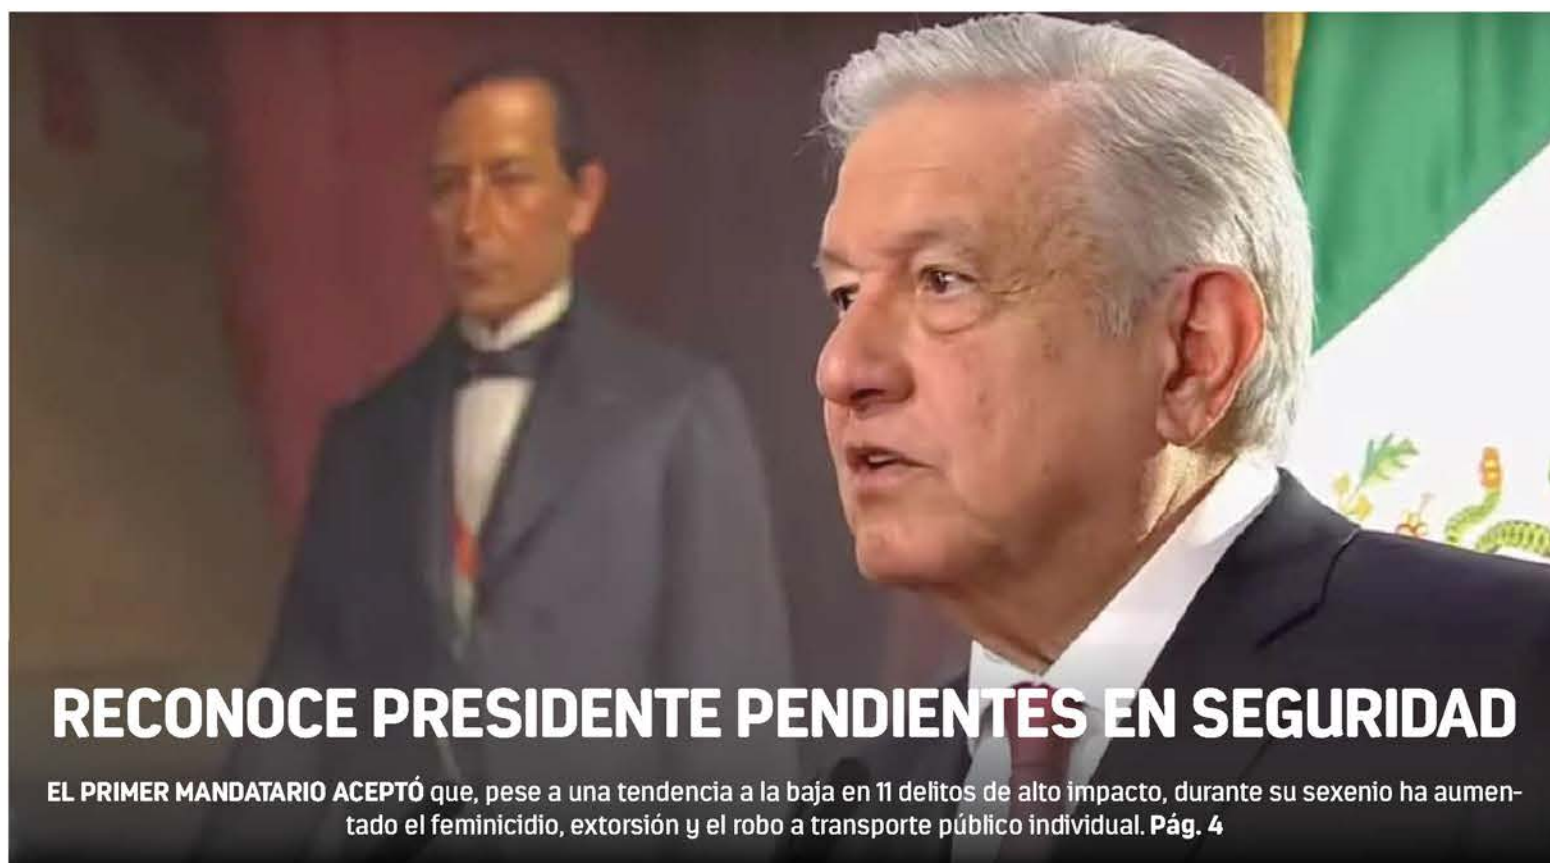 RECONOCE PRESIDENTE PENDIENTES EN SEGURIDAD
EL PRIMER MANDATARIO ACEPTÓ que, pese a una tendencia a la baja en 11 delitos de alto impacto, durante su sexenio ha aumen-
tado el feminicidio, extorsión y el robo a transporte público individual. Pág. 4